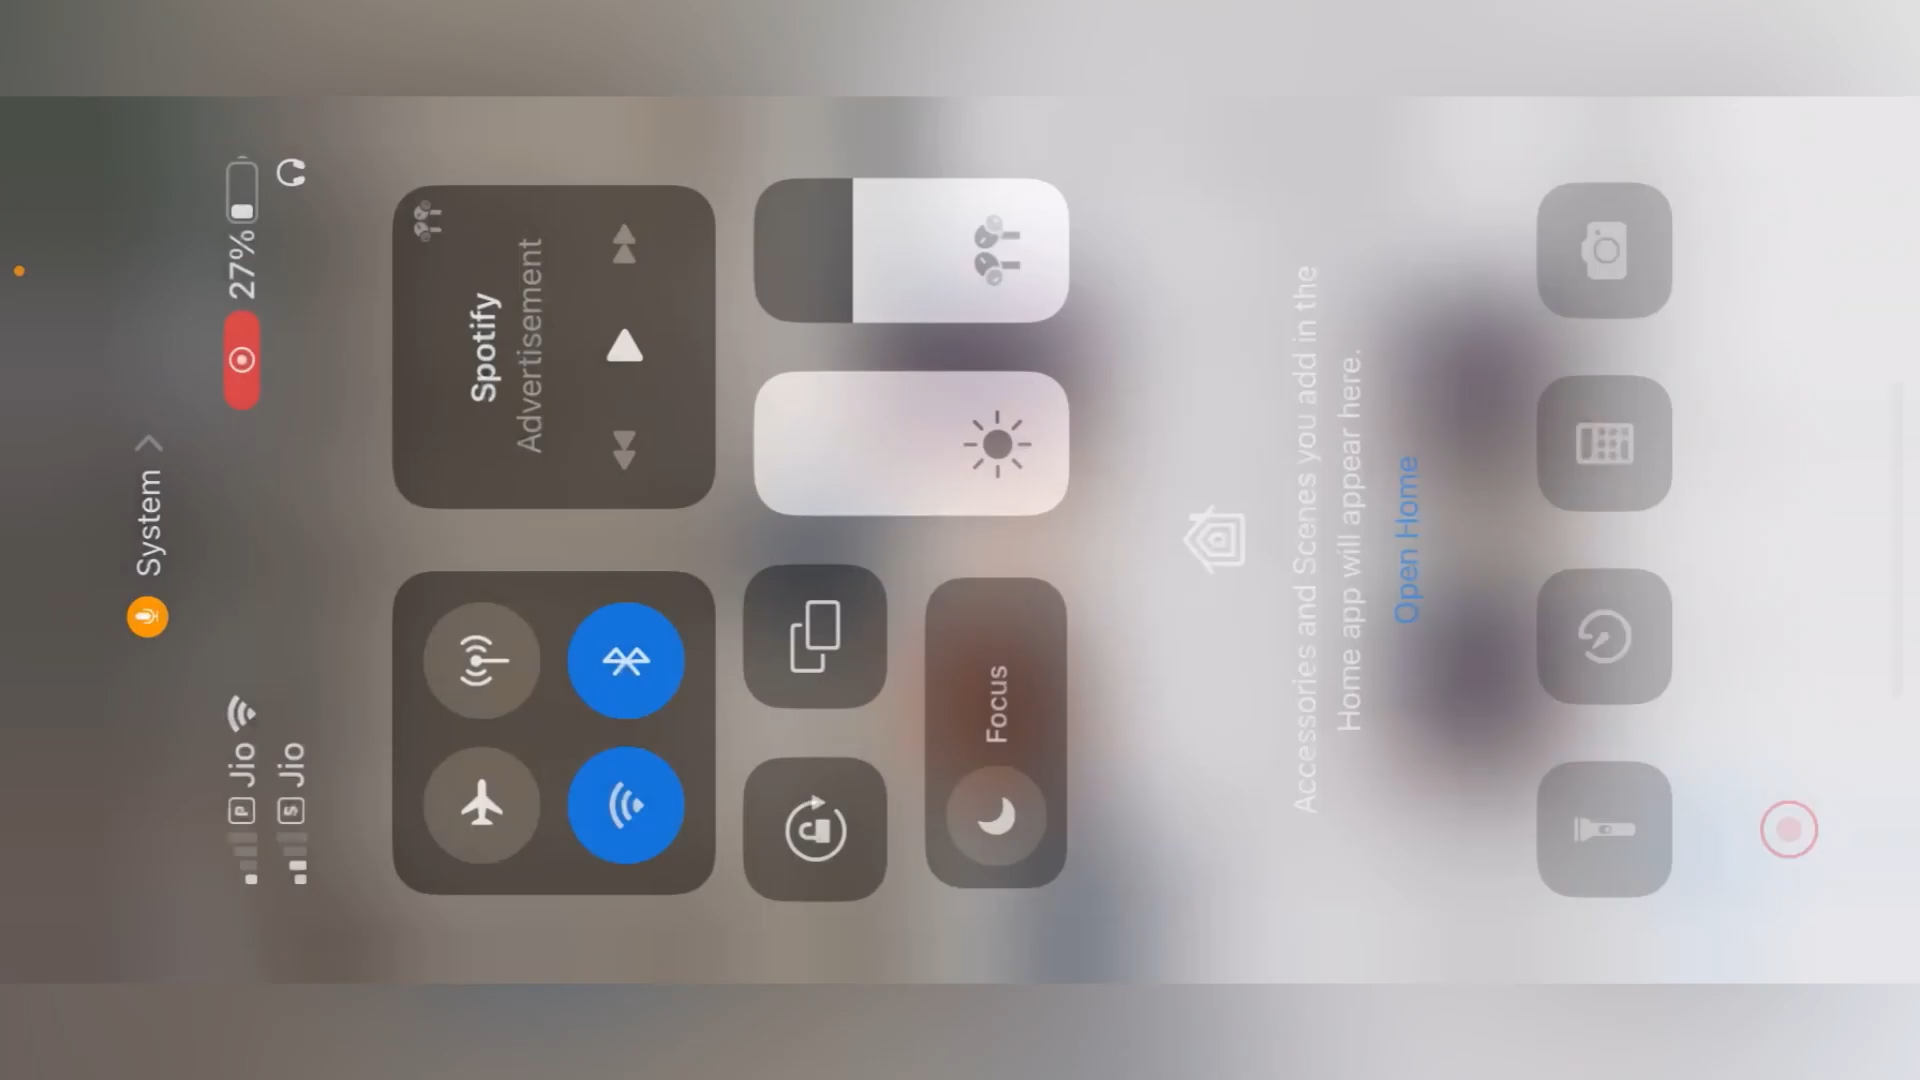 System
P Jio 27%
S Jio
Spotify
Advertisement
Focus
Accessories and Scenes you add in the
Home app will appear here.
Open Home